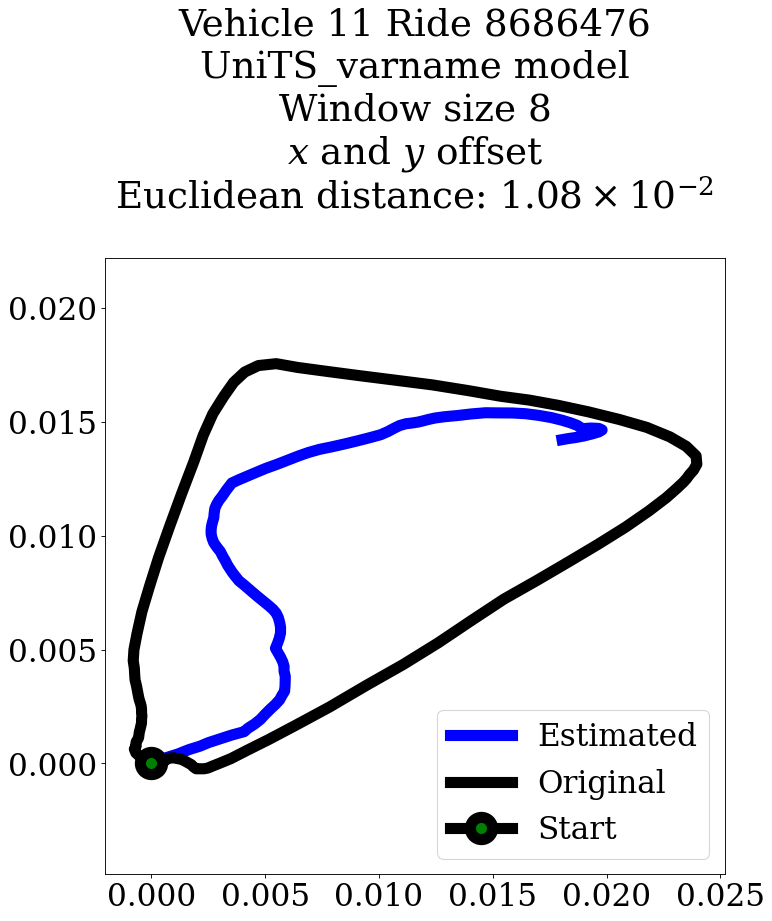 Vehicle 11 Ride 8686476
UniTS_varname model
Window size 8
x and y offset
Euclidean distance: 1.08 × 10⁻²
0.020
0.015
0.010
0.005
0.000
Estimated
Original
Start
0.000 0.005 0.010 0.015 0.020 0.025